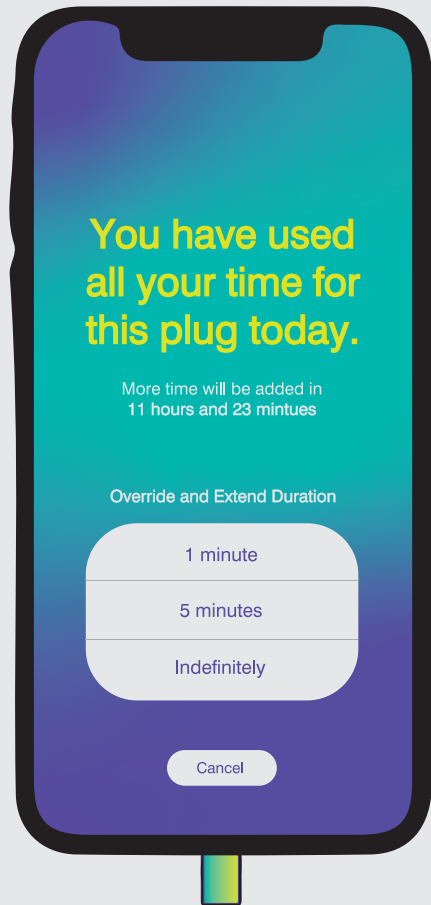 You have used
all your time for
this plug today.
More time will be added in
11 hours and 23 mintues
Override and Extend Duration
1 minute
5 minutes
Indefinitely
Cancel